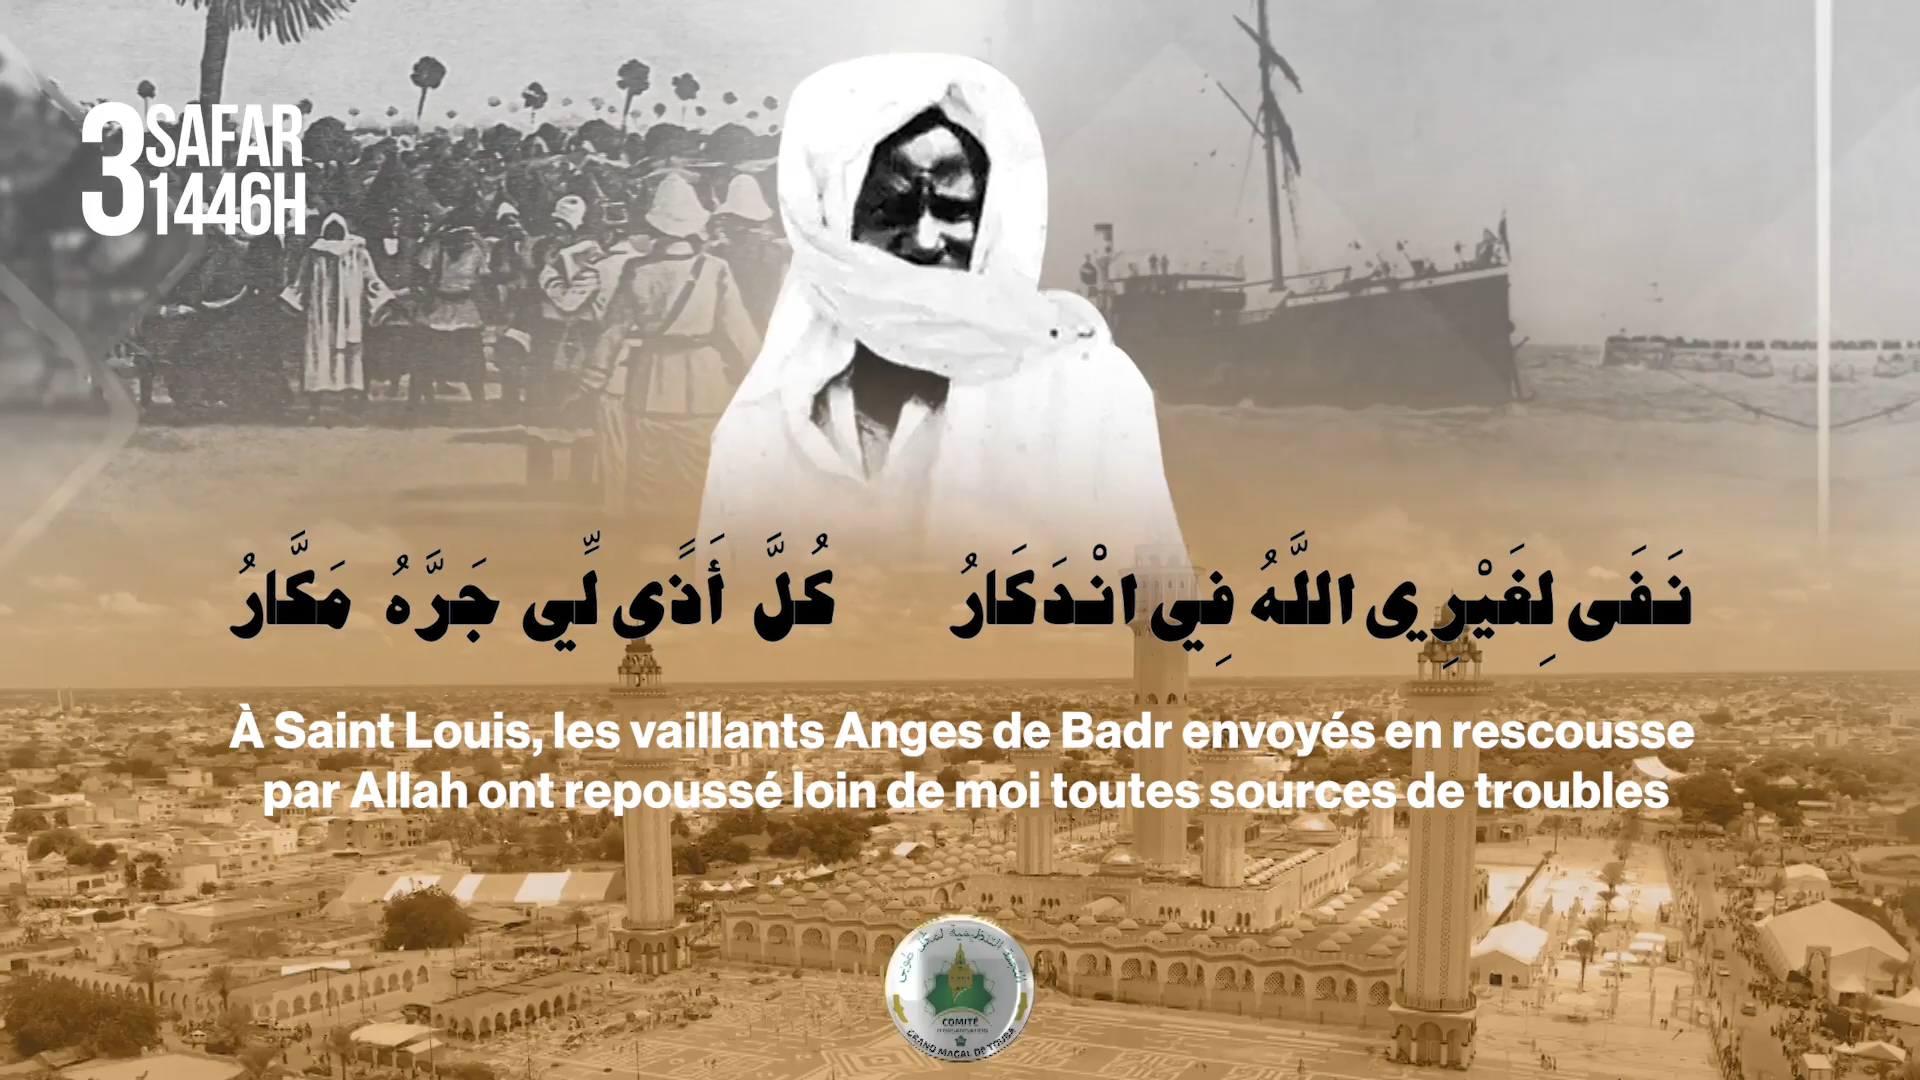 3 SAFAR
1446H
نَفَى لِغَيْرِي اللَّهُ فِي انْدَكَارُ كُلَّ أَذًى لِّي جَرَّهُ مَكَّارُ
À Saint Louis, les vaillants Anges de Badr envoyés en rescousse
par Allah ont repoussé loin de moi toutes sources de troubles
COMITÉ
D'ORGANISATION
GRAND MAGAL DE TOUBA